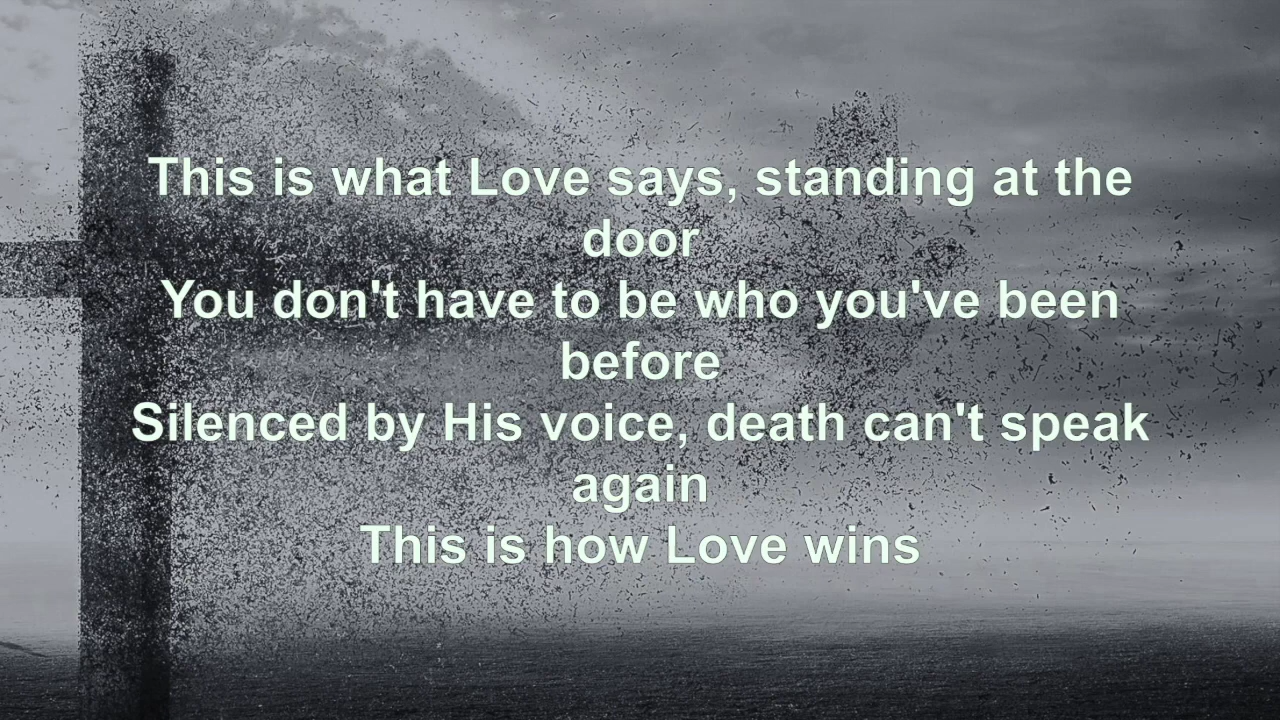 This is what Love says, standing at the
door
You don't have to be who you've been
before
Silenced by His voice, death can't speak
again
This is how Love wins